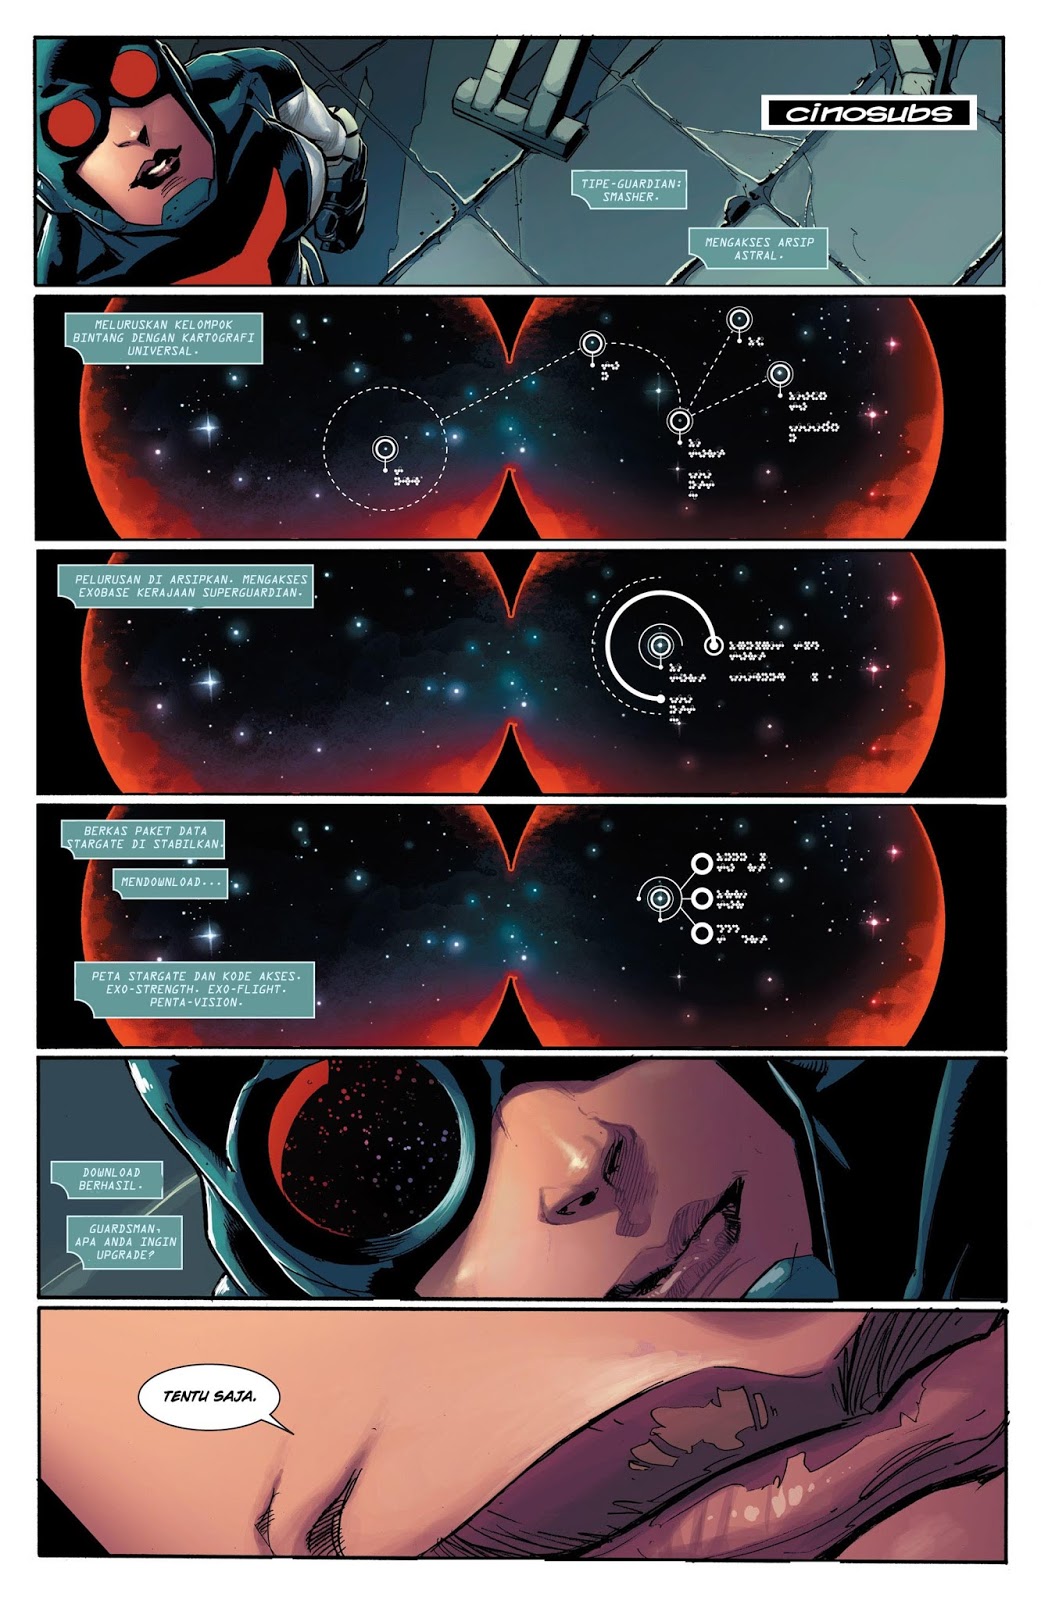 cinosubs
TIPE-GUARDIAN:
SMASHER.
MENGAKSES ARSIP
ASTRAL.
MELURUSKAN KELOMPOK
BINTANG DENGAN KARTOGRAFI
UNIVERSAL.
PELURUSAN DI ARSIPKAN. MENGAKSES
EXOBASE KERAJAAN SUPERGUARDIAN.
BERKAS PAKET DATA
STARGATE DI STABILKAN.
MENDOWNLOAD...
PETA STARGATE DAN KODE AKSES.
EXO-STRENGTH. EXO-FLIGHT.
PENTA-VISION.
DOWNLOAD
BERHASIL.
GUARDSMAN,
APA ANDA INGIN
UPGRADE?
TENTU SAJA.